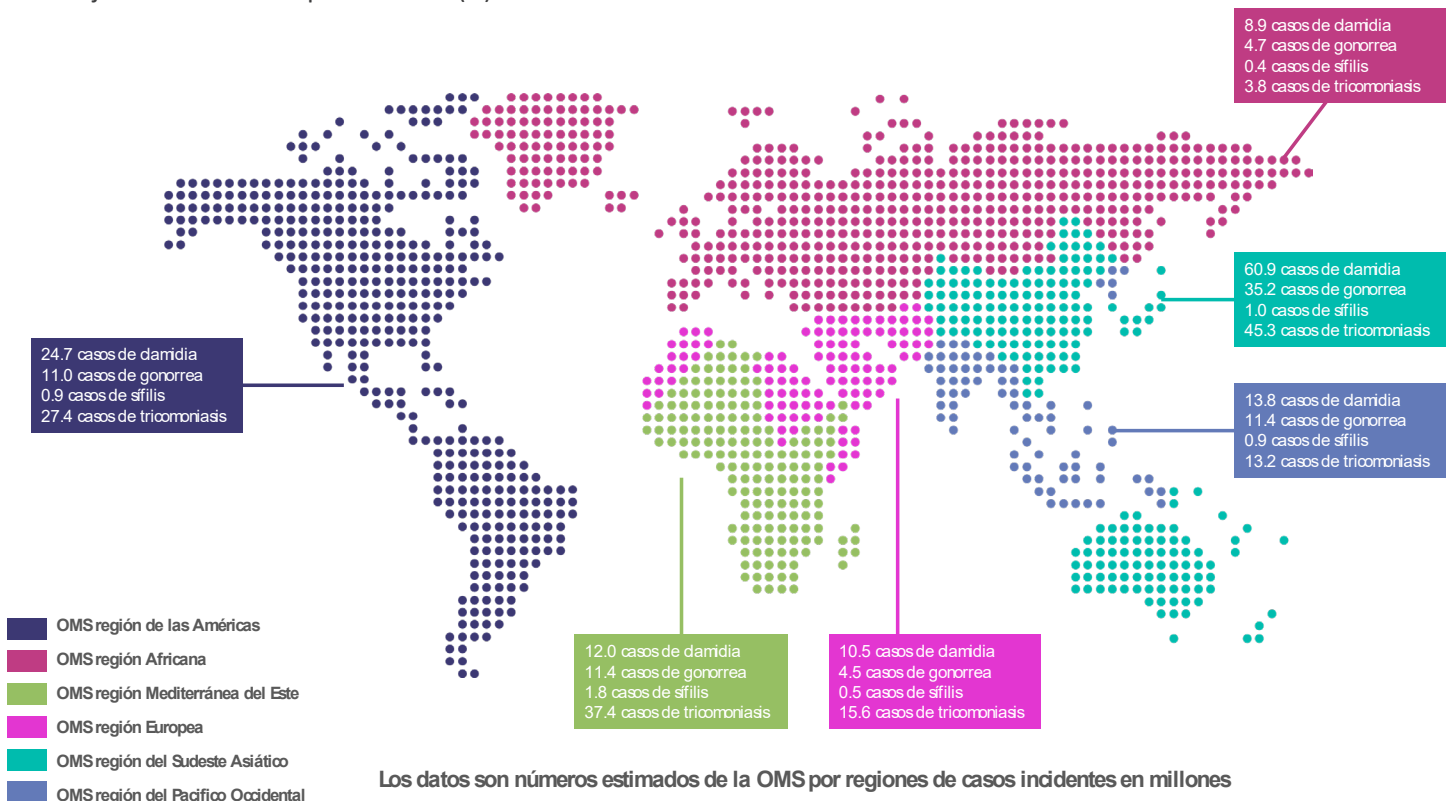 8.9 casos de clamidia
4.7 casos de gonorrea
0.4 casos de sífilis
3.8 casos de tricomoniasis
60.9 casos de clamidia
35.2 casos de gonorrea
1.0 casos de sífilis
45.3 casos de tricomoniasis
24.7 casos de clamidia
11.0 casos de gonorrea
0.9 casos de sífilis
27.4 casos de tricomoniasis
13.8 casos de clamidia
11.4 casos de gonorrea
0.9 casos de sífilis
13.2 casos de tricomoniasis
12.0 casos de clamidia
11.4 casos de gonorrea
1.8 casos de sífilis
37.4 casos de tricomoniasis
10.5 casos de clamidia
4.5 casos de gonorrea
0.5 casos de sífilis
15.6 casos de tricomoniasis
OMS región de las Américas
OMS región Africana
OMS región Mediterránea del Este
OMS región Europea
OMS región del Sudeste Asiático
OMS región del Pacifico Occidental
Los datos son números estimados de la OMS por regiones de casos incidentes en millones